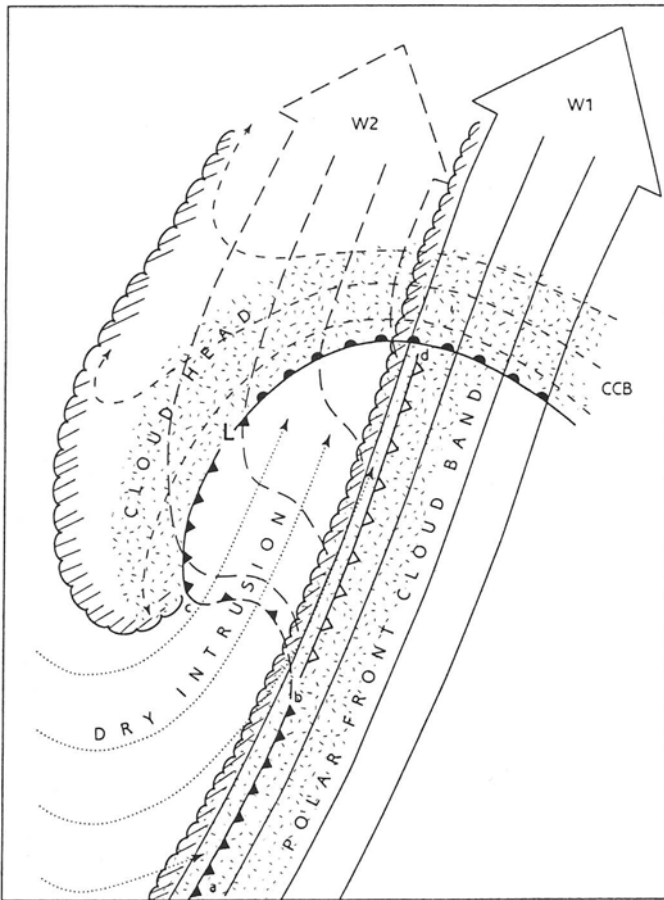 W2
W1
CLOUD HEAD
d
CCB
L
c
DRY INTRUSION
b
POLAR FRONT CLOUD BAND
a